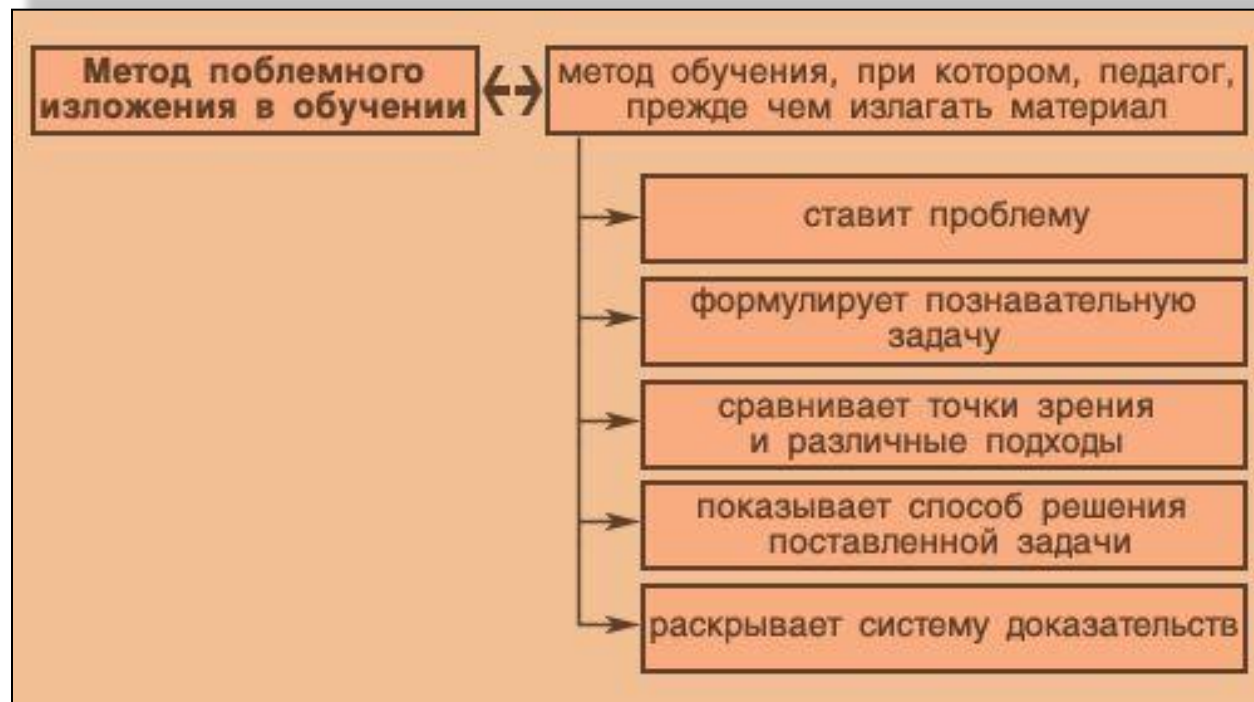 Метод поблемного
изложения в обучении
метод обучения, при котором, педагог,
прежде чем излагать материал
ставит проблему
формулирует познавательную
задачу
сравнивает точки зрения
и различные подходы
показывает способ решения
поставленной задачи
раскрывает систему доказательств